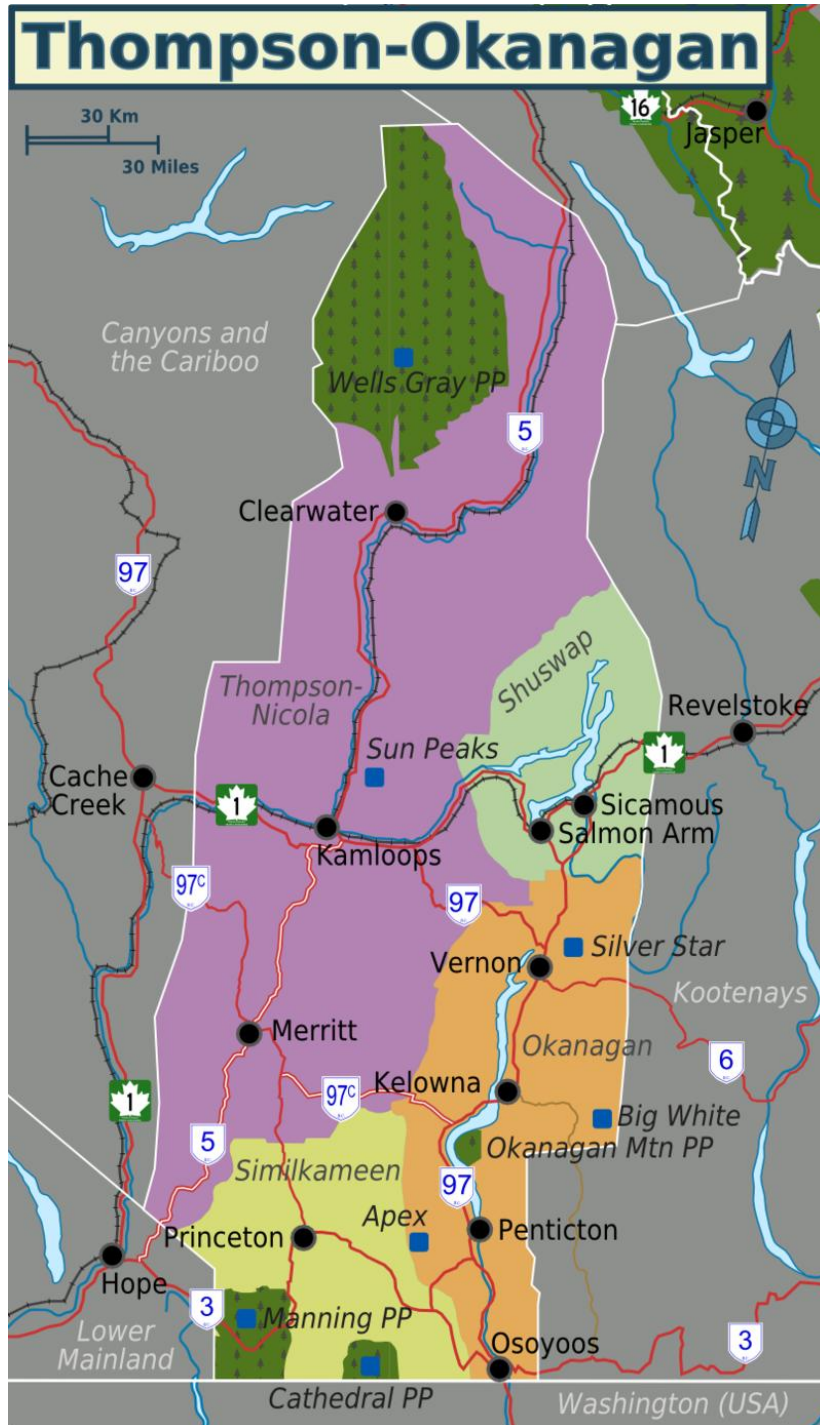 Thompson-Okanagan
30 Km
30 Miles
16
Jasper
Canyons and
the Cariboo
Wells Gray PP
5
N
Clearwater
97
Shuswap
Thompson-
Nicola
Revelstoke
Sun Peaks
1
Cache
Creek
1
Sicamous
Salmon Arm
Kamloops
97C
97
Silver Star
Vernon
Kootenays
Merritt
Okanagan
6
Kelowna
97C
1
Big White
Okanagan Mtn PP
5
Similkameen
97
Apex
Princeton
Penticton
Hope
3
Manning PP
Lower
Mainland
Osoyoos
3
Cathedral PP
Washington (USA)